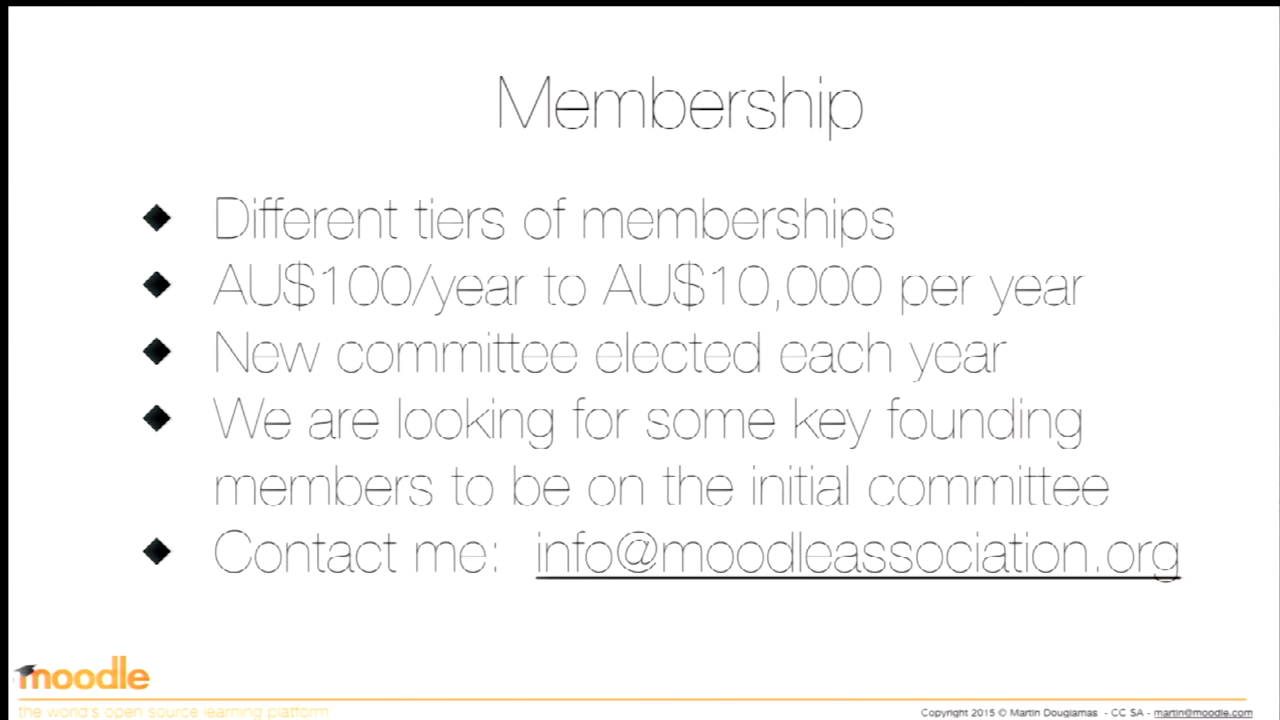 Membership
Different tiers of memberships
AU$100/year to AU$10,000 per year
New committee elected each year
We are looking for some key founding
members to be on the initial committee
Contact me: info@moodleassociation.org
moodle
the world's open source learning platform
Copyright 2015 © Martin Dougiamas - CC SA - martin@moodle.com